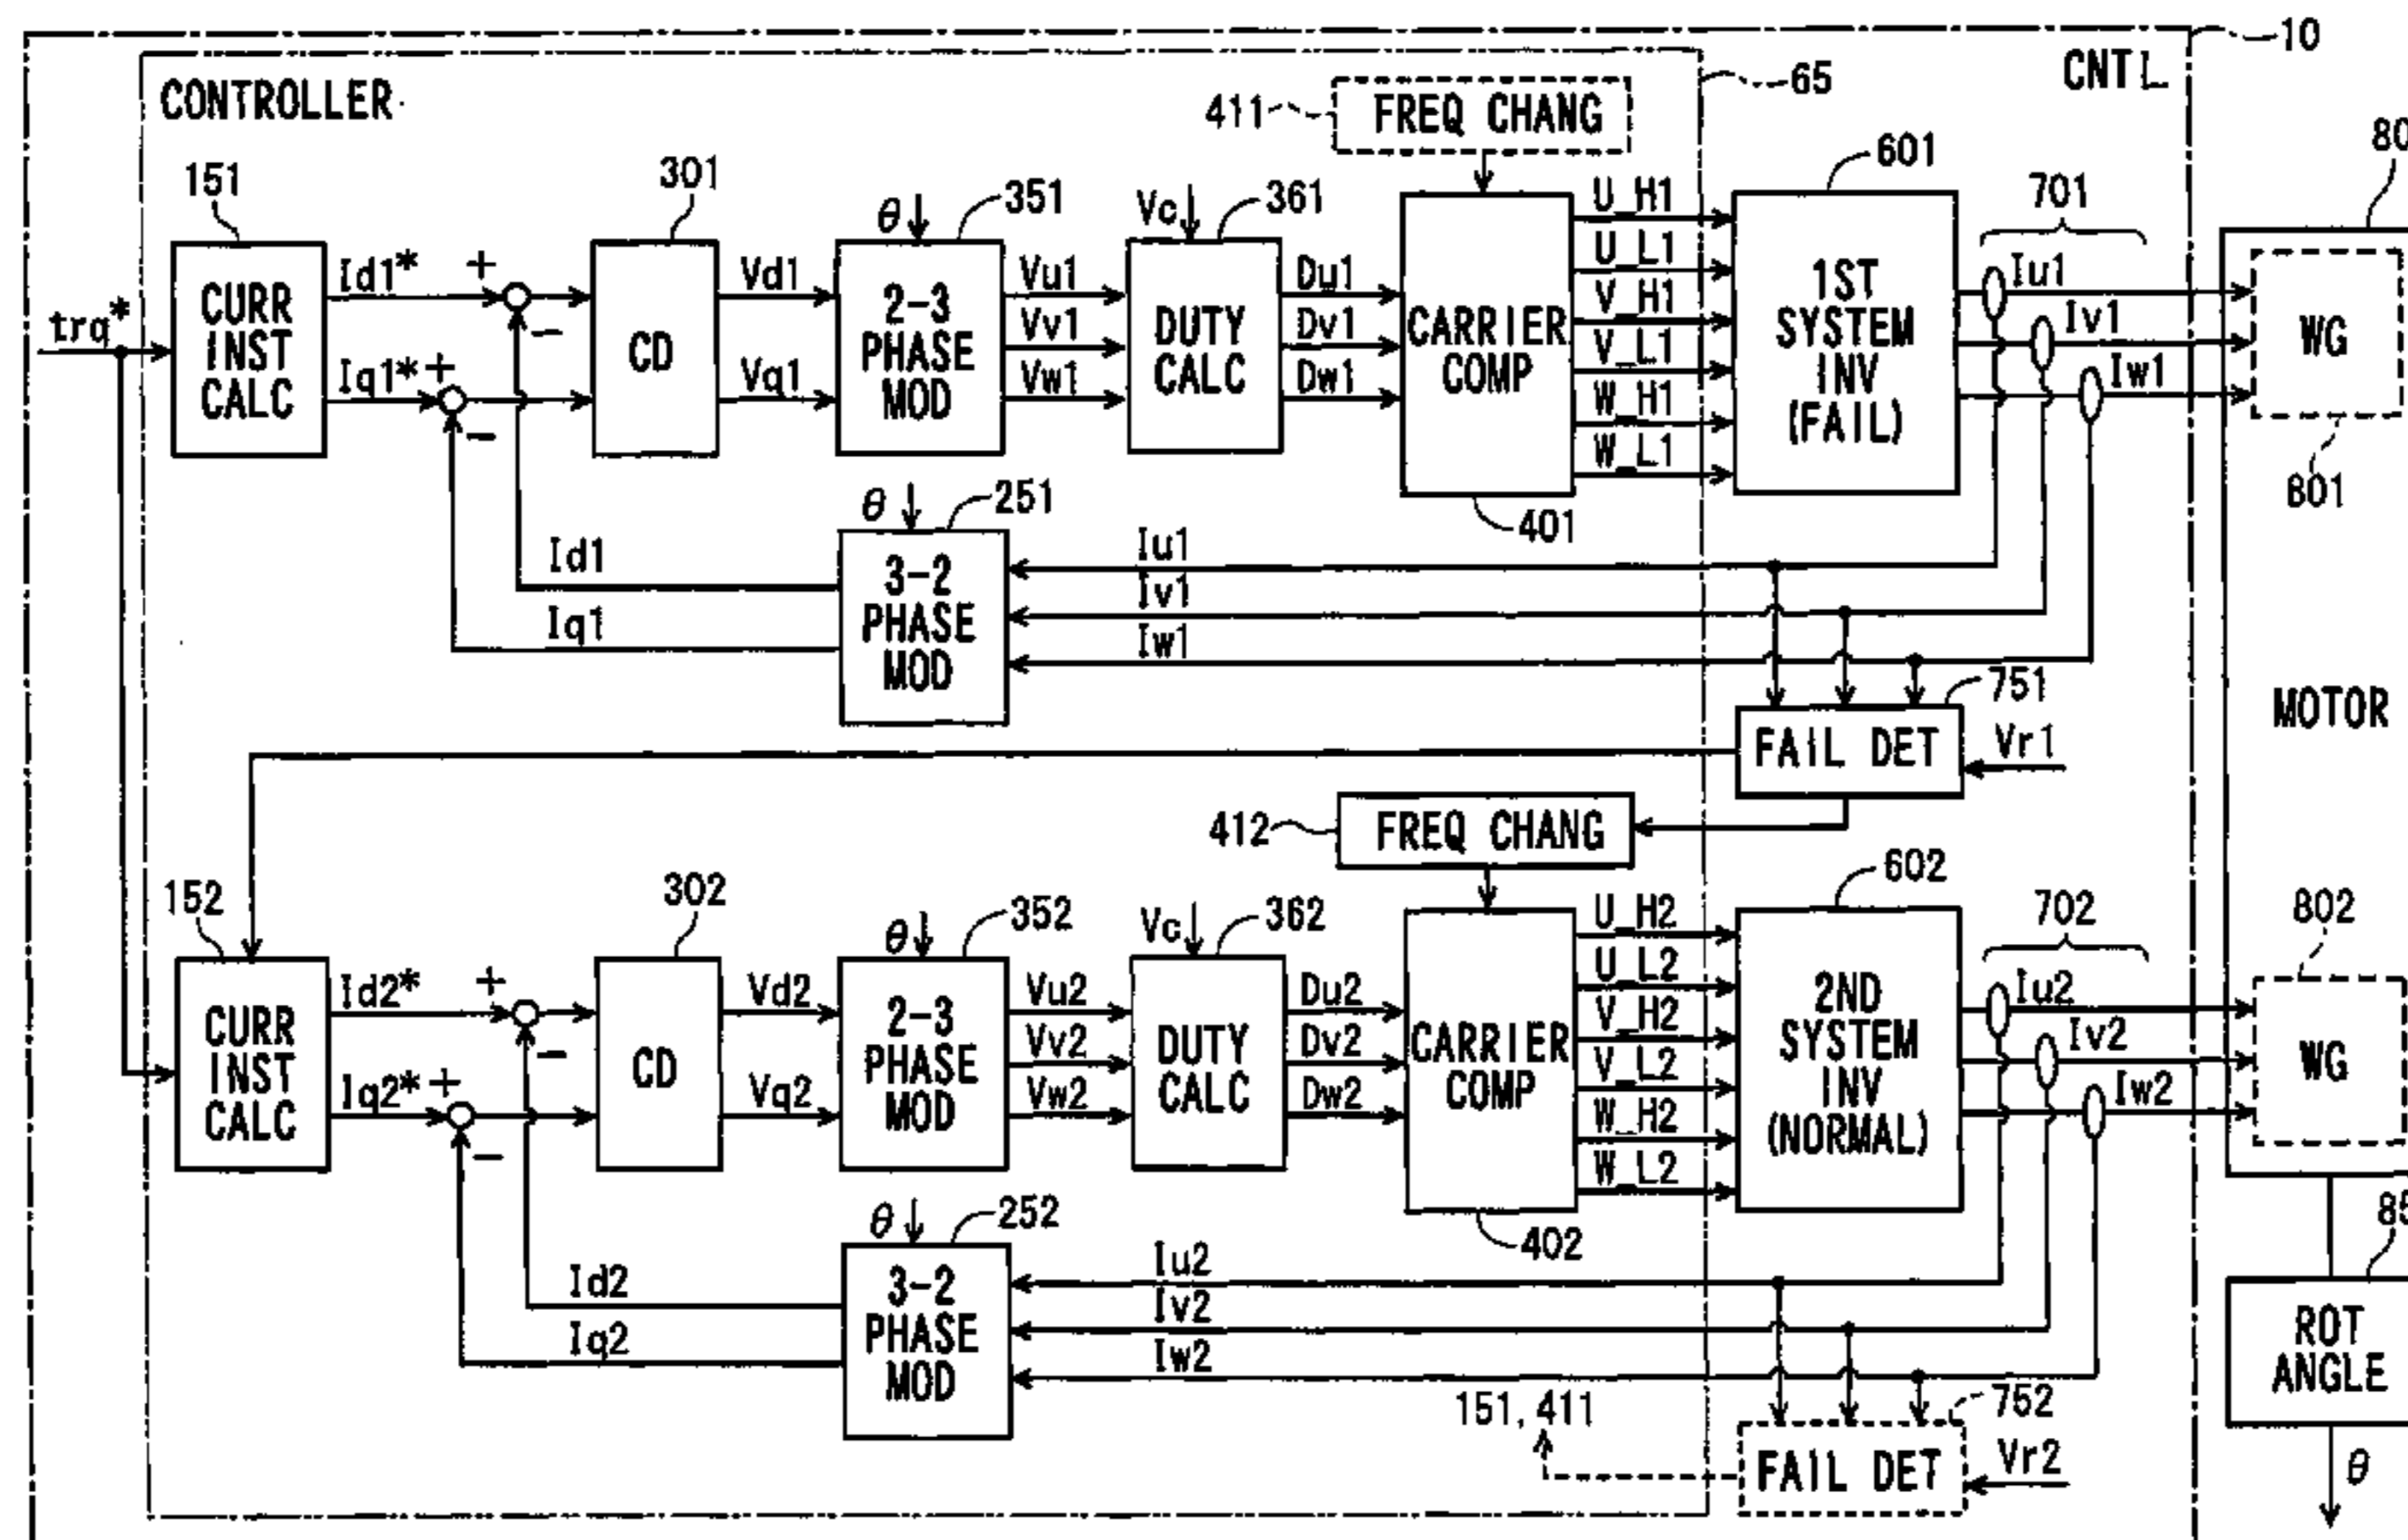 10
CONTROLLER
65
CNTL
411
FREQ CHANG
151
301
θ
351
Vc
361
601
701
trq*
CURR
INST
CALC
Id1*
+
−
Iq1*
+
−
CD
Vd1
Vq1
2-3
PHASE
MOD
Vu1
Vv1
Vw1
DUTY
CALC
Du1
Dv1
Dw1
CARRIER
COMP
401
U_H1
U_L1
V_H1
V_L1
W_H1
W_L1
1ST
SYSTEM
INV
(FAIL)
Iu1
Iv1
Iw1
WG
801
MOTOR
θ
251
3-2
PHASE
MOD
Id1
Iq1
Iu1
Iv1
Iw1
751
FAIL DET
Vr1
412
FREQ CHANG
152
302
θ
352
Vc
362
602
702
802
CURR
INST
CALC
Id2*
+
−
Iq2*
+
−
CD
Vd2
Vq2
2-3
PHASE
MOD
Vu2
Vv2
Vw2
DUTY
CALC
Du2
Dv2
Dw2
CARRIER
COMP
402
U_H2
U_L2
V_H2
V_L2
W_H2
W_L2
2ND
SYSTEM
INV
(NORMAL)
Iu2
Iv2
Iw2
WG
θ
252
3-2
PHASE
MOD
Id2
Iq2
Iu2
Iv2
Iw2
151, 411
752
FAIL DET
Vr2
ROT
ANGLE
θ